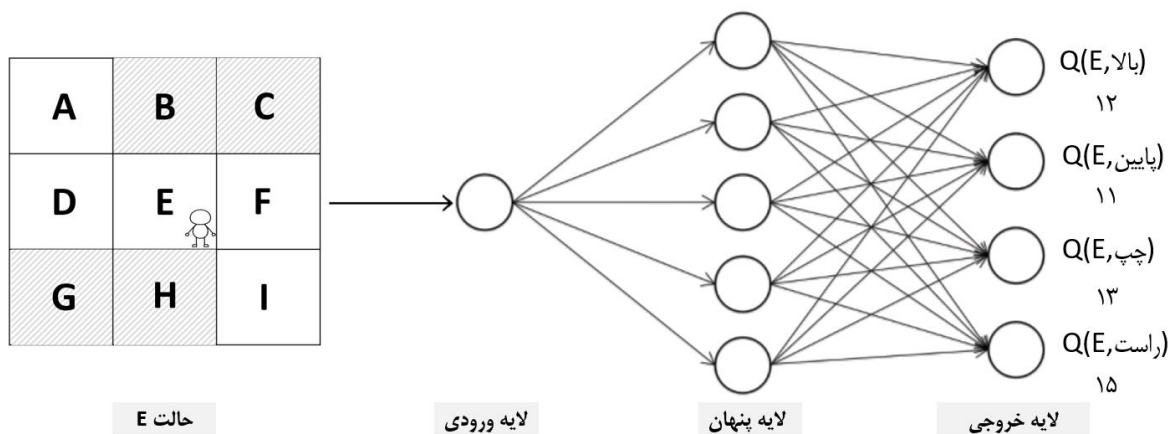 A B C
D E F
G H I
Q(E,بالا)
۱۲
Q(E,پایین)
۱۱
Q(E,چپ)
۱۳
Q(E,راست)
۱۵
حالت E
لایه ورودی
لایه پنهان
لایه خروجی